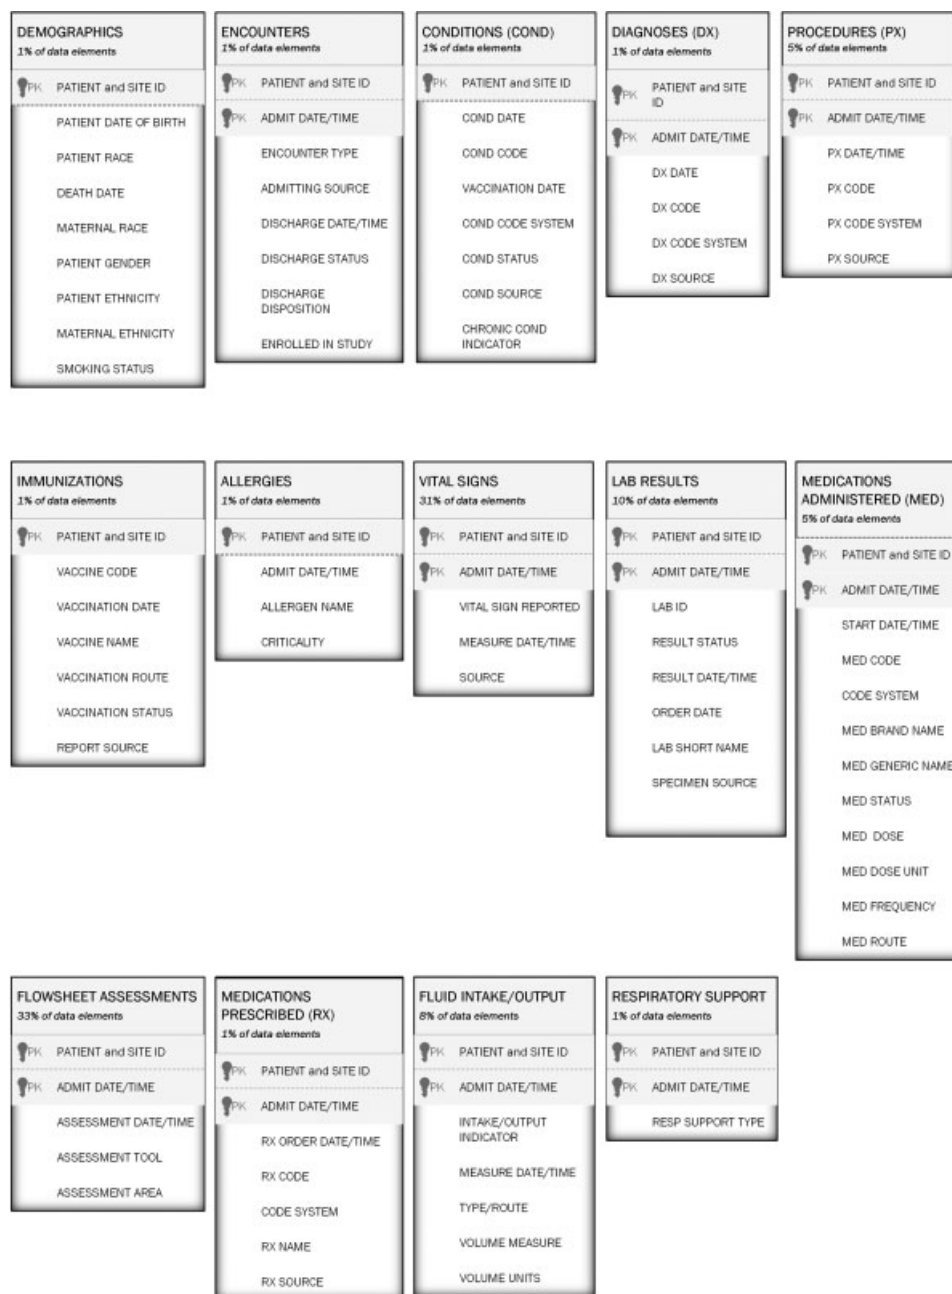 DEMOGRAPHICS
1% of data elements
PK PATIENT and SITE ID
PATIENT DATE OF BIRTH
PATIENT RACE
DEATH DATE
MATERNAL RACE
PATIENT GENDER
PATIENT ETHNICITY
MATERNAL ETHNICITY
SMOKING STATUS
ENCOUNTERS
1% of data elements
PK PATIENT and SITE ID
PK ADMIT DATE/TIME
ENCOUNTER TYPE
ADMITTING SOURCE
DISCHARGE DATE/TIME
DISCHARGE STATUS
DISCHARGE
DISPOSITION
ENROLLED IN STUDY
CONDITIONS (COND)
1% of data elements
PK PATIENT and SITE ID
COND DATE
COND CODE
VACCINATION DATE
COND CODE SYSTEM
COND STATUS
COND SOURCE
CHRONIC COND
INDICATOR
DIAGNOSES (DX)
1% of data elements
PK PATIENT and SITE
ID
PK ADMIT DATE/TIME
DX DATE
DX CODE
DX CODE SYSTEM
DX SOURCE
PROCEDURES (PX)
5% of data elements
PK PATIENT and SITE ID
PK ADMIT DATE/TIME
PX DATE/TIME
PX CODE
PX CODE SYSTEM
PX SOURCE
IMMUNIZATIONS
1% of data elements
PK PATIENT and SITE ID
VACCINE CODE
VACCINATION DATE
VACCINE NAME
VACCINATION ROUTE
VACCINATION STATUS
REPORT SOURCE
ALLERGIES
1% of data elements
PK PATIENT and SITE ID
ADMIT DATE/TIME
ALLERGEN NAME
CRITICALITY
VITAL SIGNS
31% of data elements
PK PATIENT and SITE ID
PK ADMIT DATE/TIME
VITAL SIGN REPORTED
MEASURE DATE/TIME
SOURCE
LAB RESULTS
10% of data elements
PK PATIENT and SITE ID
PK ADMIT DATE/TIME
LAB ID
RESULT STATUS
RESULT DATE/TIME
ORDER DATE
LAB SHORT NAME
SPECIMEN SOURCE
MEDICATIONS
ADMINISTERED (MED)
5% of data elements
PK PATIENT and SITE ID
PK ADMIT DATE/TIME
START DATE/TIME
MED CODE
CODE SYSTEM
MED BRAND NAME
MED GENERIC NAME
MED STATUS
MED DOSE
MED DOSE UNIT
MED FREQUENCY
MED ROUTE
FLOWSHEET ASSESSMENTS
33% of data elements
PK PATIENT and SITE ID
PK ADMIT DATE/TIME
ASSESSMENT DATE/TIME
ASSESSMENT TOOL
ASSESSMENT AREA
MEDICATIONS
PRESCRIBED (RX)
1% of data elements
PK PATIENT and SITE ID
PK ADMIT DATE/TIME
RX ORDER DATE/TIME
RX CODE
CODE SYSTEM
RX NAME
RX SOURCE
FLUID INTAKE/OUTPUT
8% of data elements
PK PATIENT and SITE ID
PK ADMIT DATE/TIME
INTAKE/OUTPUT
INDICATOR
MEASURE DATE/TIME
TYPE/ROUTE
VOLUME MEASURE
VOLUME UNITS
RESPIRATORY SUPPORT
1% of data elements
PK PATIENT and SITE ID
PK ADMIT DATE/TIME
RESP SUPPORT TYPE